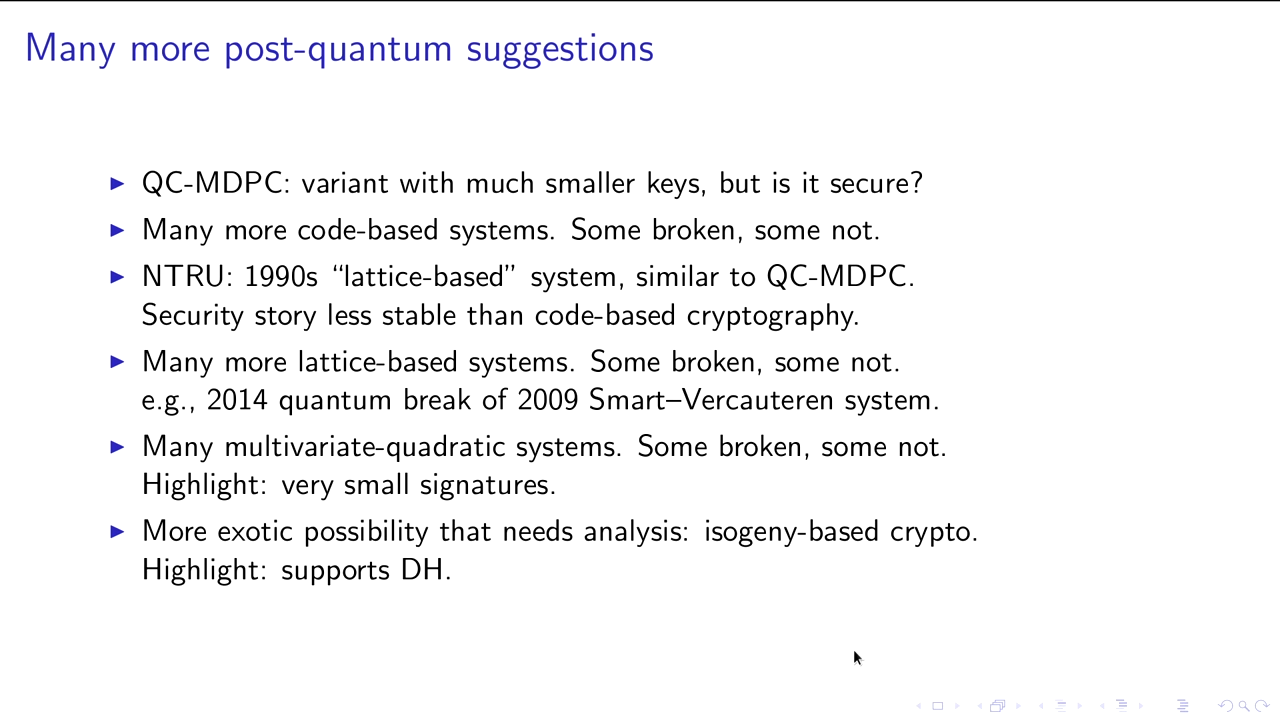 Many more post-quantum suggestions
QC-MDPC: variant with much smaller keys, but is it secure?
Many more code-based systems. Some broken, some not.
NTRU: 1990s “lattice-based” system, similar to QC-MDPC.
Security story less stable than code-based cryptography.
Many more lattice-based systems. Some broken, some not.
e.g., 2014 quantum break of 2009 Smart–Vercauteren system.
Many multivariate-quadratic systems. Some broken, some not.
Highlight: very small signatures.
More exotic possibility that needs analysis: isogeny-based crypto.
Highlight: supports DH.